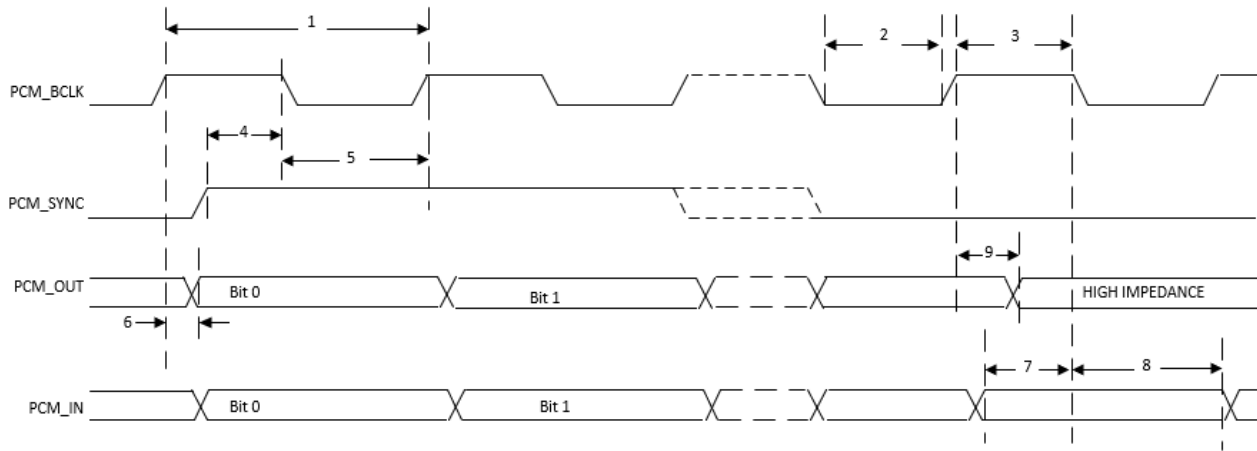 1
2
3
PCM_BCLK
4
5
PCM_SYNC
9
PCM_OUT
Bit 0
Bit 1
HIGH IMPEDANCE
6
7
8
PCM_IN
Bit 0
Bit 1